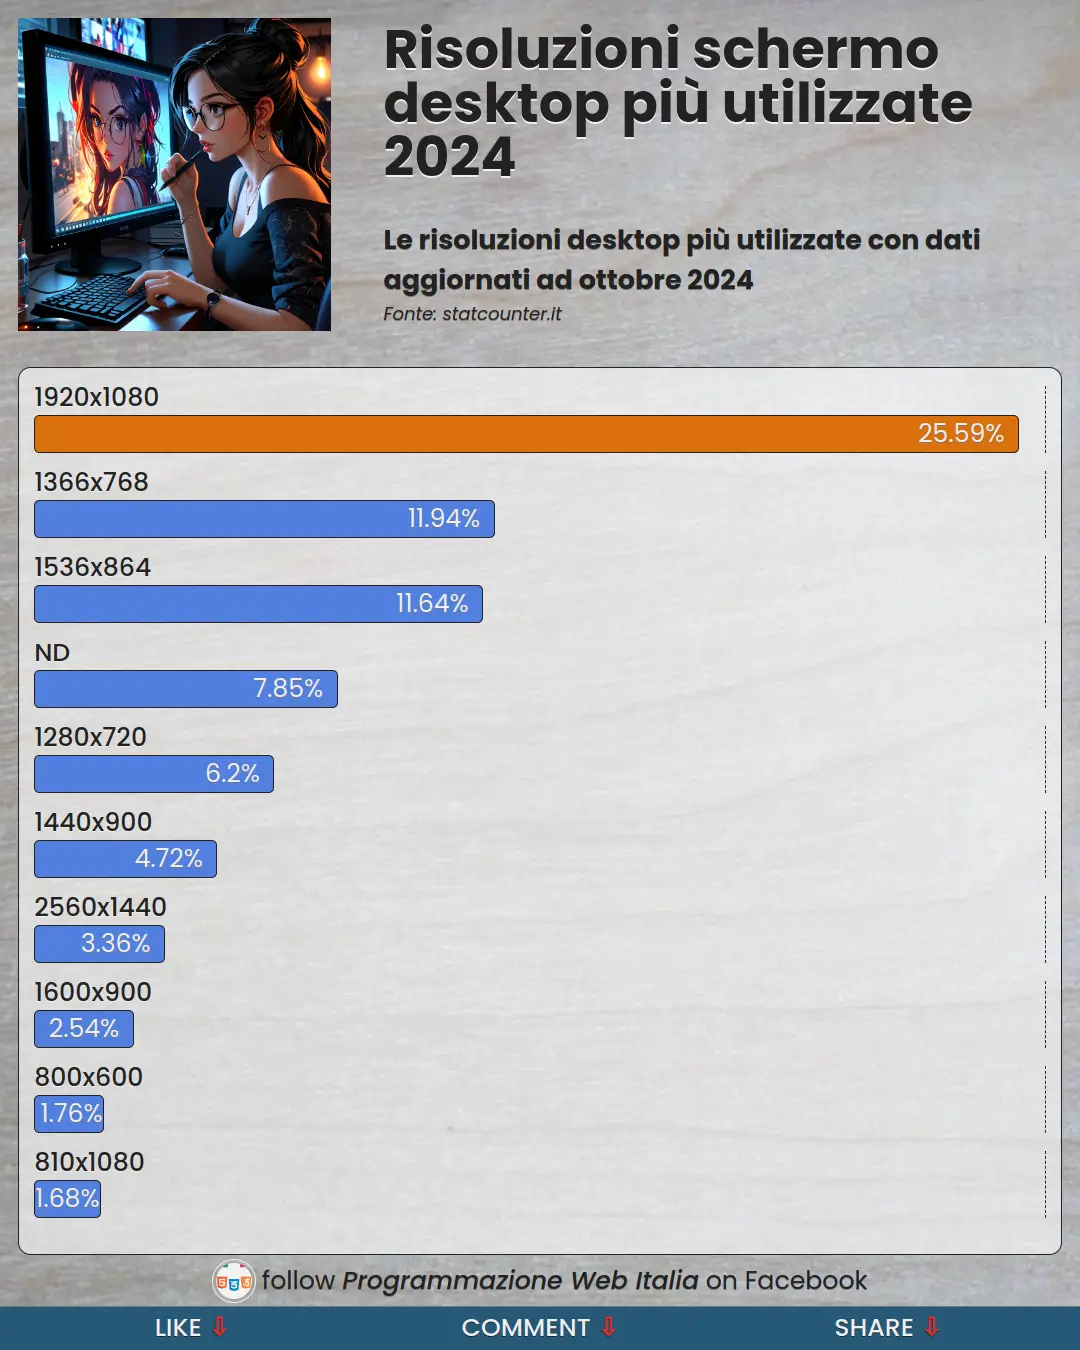 Risoluzioni schermo
desktop più utilizzate
2024
Le risoluzioni desktop più utilizzate con dati
aggiornati ad ottobre 2024
Fonte: statcounter.it
1920x1080
25.59%
1366x768
11.94%
1536x864
11.64%
ND
7.85%
1280x720
6.2%
1440x900
4.72%
2560x1440
3.36%
1600x900
2.54%
800x600
1.76%
810x1080
1.68%
follow Programmazione Web Italia on Facebook
LIKE ⇩ COMMENT ⇩ SHARE ⇩